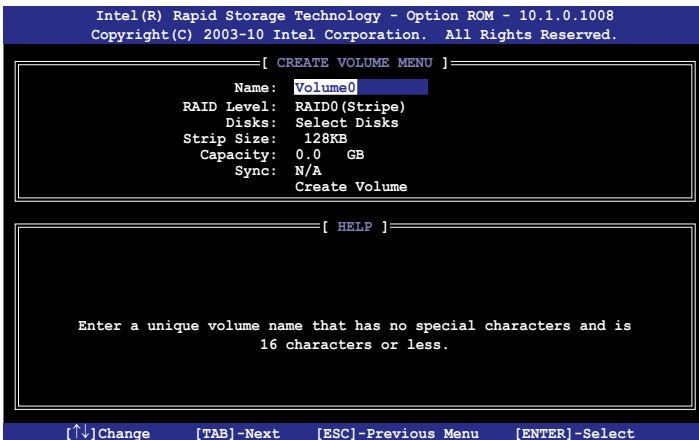 Intel(R) Rapid Storage Technology - Option ROM - 10.1.0.1008
Copyright(C) 2003-10 Intel Corporation. All Rights Reserved.
[ CREATE VOLUME MENU ]
Name: Volume0
RAID Level: RAID0(Stripe)
Disks: Select Disks
Strip Size: 128KB
Capacity: 0.0 GB
Sync: N/A
Create Volume
[ HELP ]
Enter a unique volume name that has no special characters and is
16 characters or less.
[↑↓]Change [TAB]-Next [ESC]-Previous Menu [ENTER]-Select